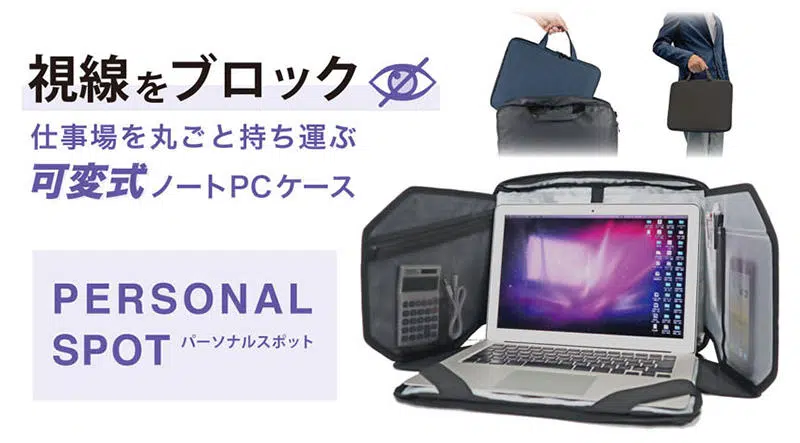 視線をブロック
仕事場を丸ごと持ち運ぶ
可変式ノートPCケース
PERSONAL
SPOT パーソナルスポット